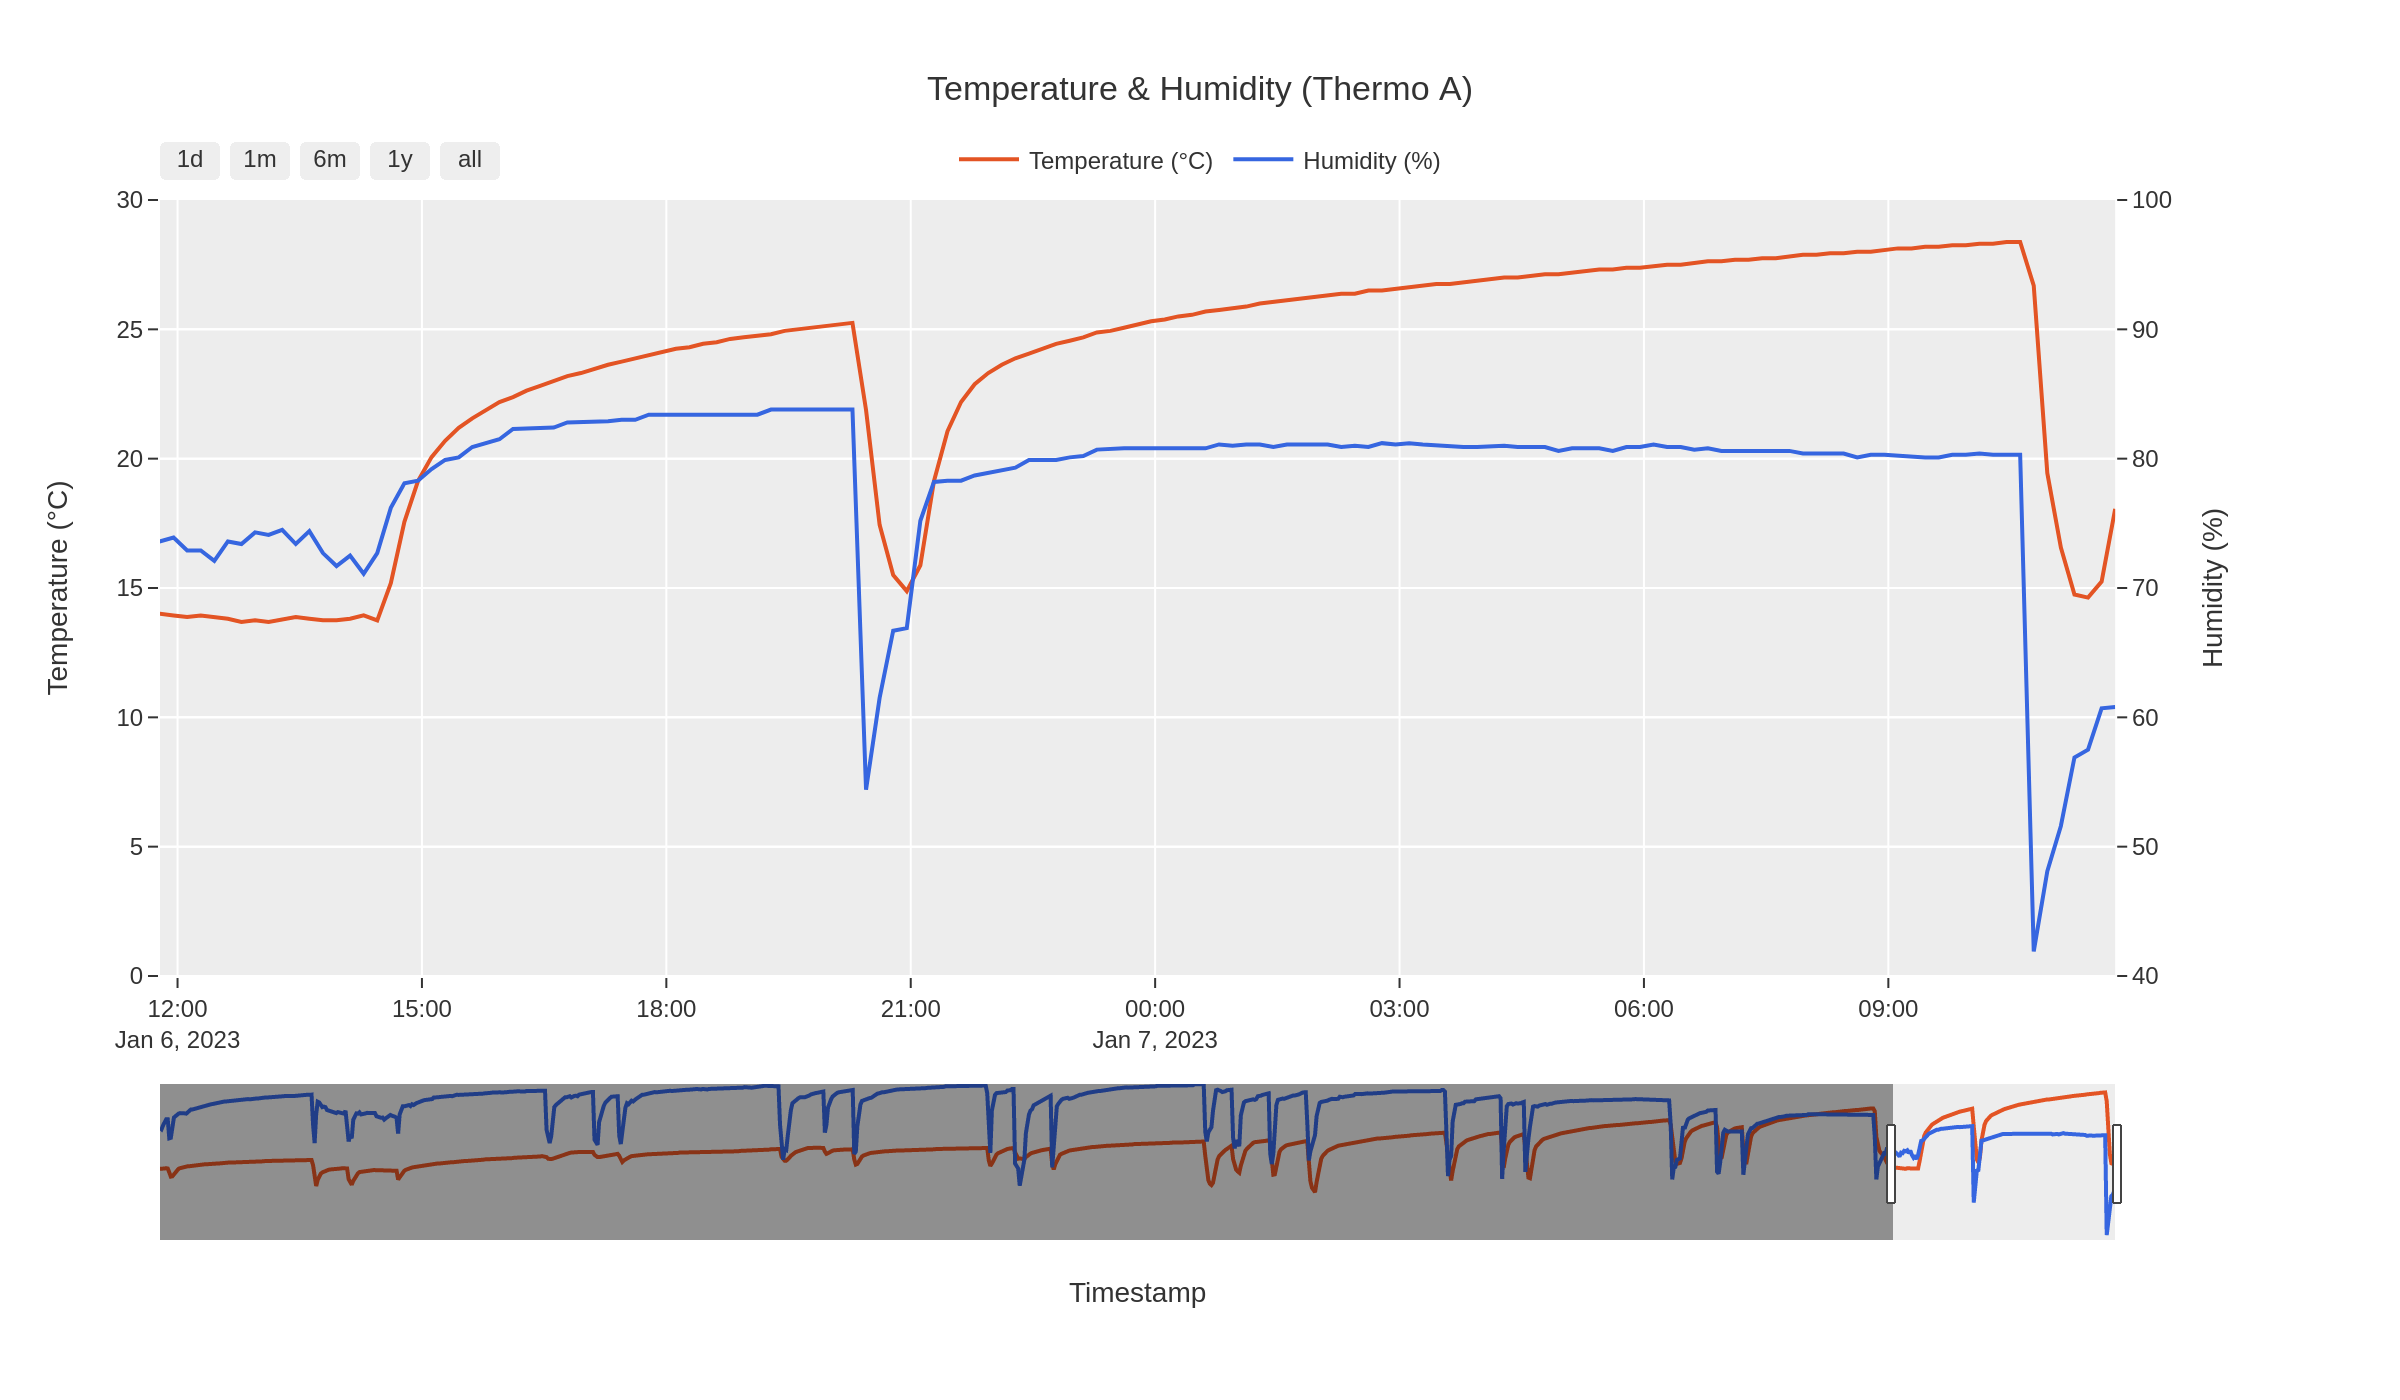 Temperature & Humidity (Thermo A)
1d 1m 6m 1y all
Temperature (°C) Humidity (%)
30 100
25 90
20 80
15 70
10 60
5 50
0 40
Temperature (°C)
Humidity (%)
12:00 15:00 18:00 21:00 00:00 03:00 06:00 09:00
Jan 6, 2023 Jan 7, 2023
Timestamp